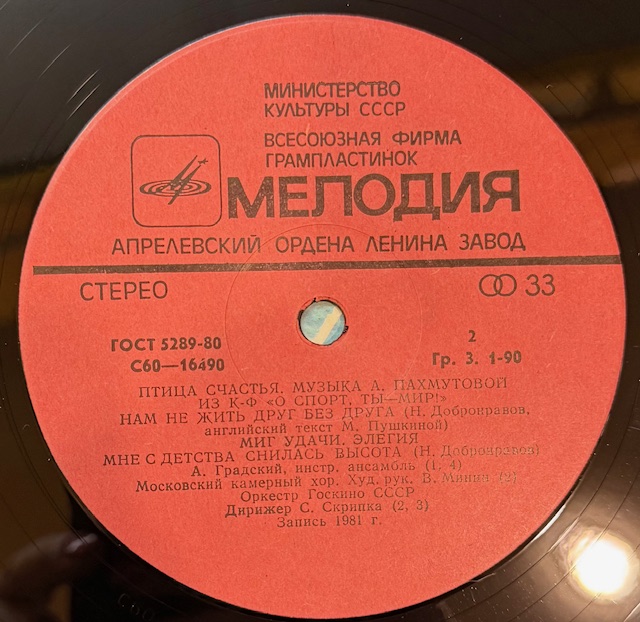 МИНИСТЕРСТВО
КУЛЬТУРЫ СССР
ВСЕСОЮЗНАЯ ФИРМА
ГРАМПЛАСТИНОК
МЕЛОДИЯ
АПРЕЛЕВСКИЙ ОРДЕНА ЛЕНИНА ЗАВОД
СТЕРЕО
33
ГОСТ 5289-80
С60—16490
2
Гр. 3. 1-90
ПТИЦА СЧАСТЬЯ. МУЗЫКА А. ПАХМУТОВОЙ
ИЗ К-Ф «О СПОРТ, ТЫ—МИР!»
НАМ НЕ ЖИТЬ ДРУГ БЕЗ ДРУГА (Н. Добронравов,
английский текст М. Пушкиной)
МИГ УДАЧИ. ЭЛЕГИЯ
МНЕ С ДЕТСТВА СНИЛАСЬ ВЫСОТА (Н. Добронравов)
А. Градский, инстр. ансамбль (1, 4)
Московский камерный хор. Худ. рук. В. Минин (2)
Оркестр Госкино СССР
Дирижер С. Скрипка (2, 3)
Запись 1981 г.